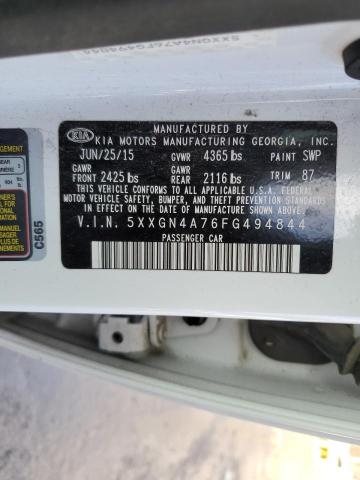 5XXGN4A76FG494844
MANUFACTURED BY
KIA
KIA MOTORS MANUFACTURING GEORGIA, INC.
JUN/25/15 GVWR 4365 lbs PAINT SWP
GAWR GAWR
FRONT 2425 lbs REAR 2116 lbs TRIM 87
THIS VEHICLE CONFORMS TO ALL APPLICABLE U.S.A. FEDERAL
MOTOR VEHICLE SAFETY, BUMPER, AND THEFT PREVENTION STANDARDS
IN EFFECT ON THE DATE OF MANUFACTURE SHOWN ABOVE.
V.I.N. 5XXGN4A76FG494844
PASSENGER CAR
C565